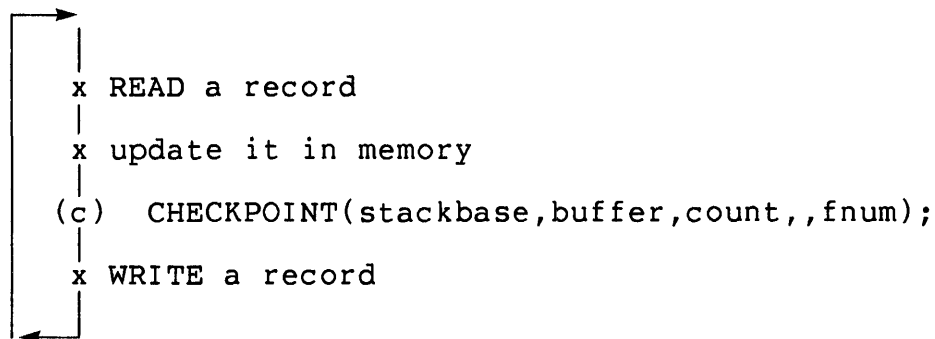 x READ a record
x update it in memory
(c) CHECKPOINT(stackbase,buffer,count,,fnum);
x WRITE a record